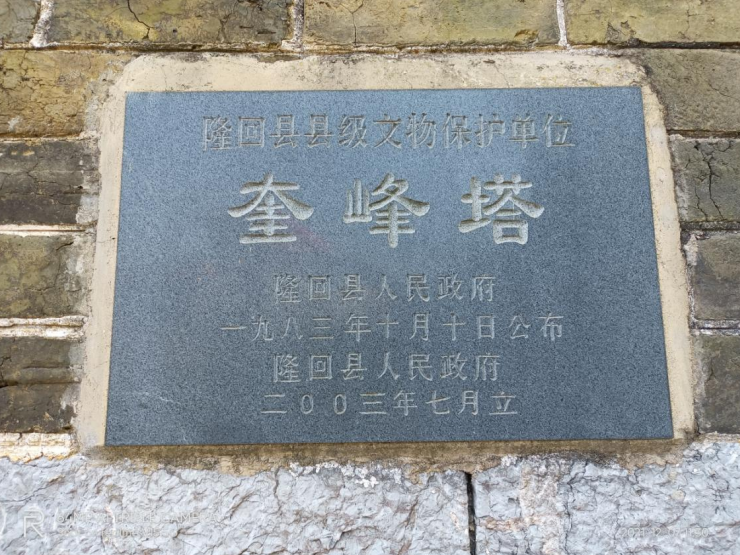 隆回县县级文物保护单位
奎峰塔
隆回县人民政府
一九八三年十月十日公布
隆回县人民政府
二〇〇三年七月立